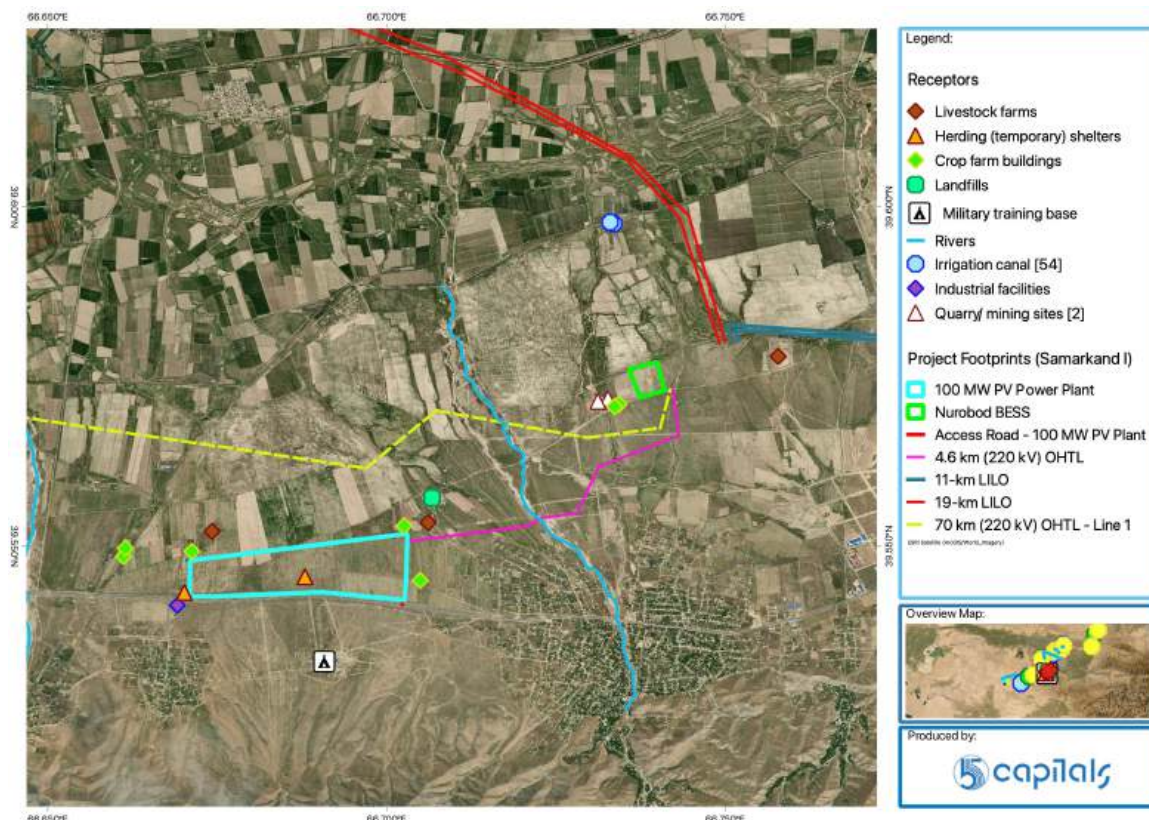 66.650°E 66.700°E 66.750°E
39.600°N 39.600°N
39.550°N 39.550°N
66.650°E 66.700°E 66.750°E
Legend:
Receptors
Livestock farms
Herding (temporary) shelters
Crop farm buildings
Landfills
Military training base
Rivers
Irrigation canal [54]
Industrial facilities
Quarry/ mining sites [2]
Project Footprints (Samarkand I)
100 MW PV Power Plant
Nurobod BESS
Access Road - 100 MW PV Plant
4.6 km (220 kV) OHTL
11-km LILO
19-km LILO
70 km (220 kV) OHTL - Line 1
Overview Map:
Produced by:
5 capitals